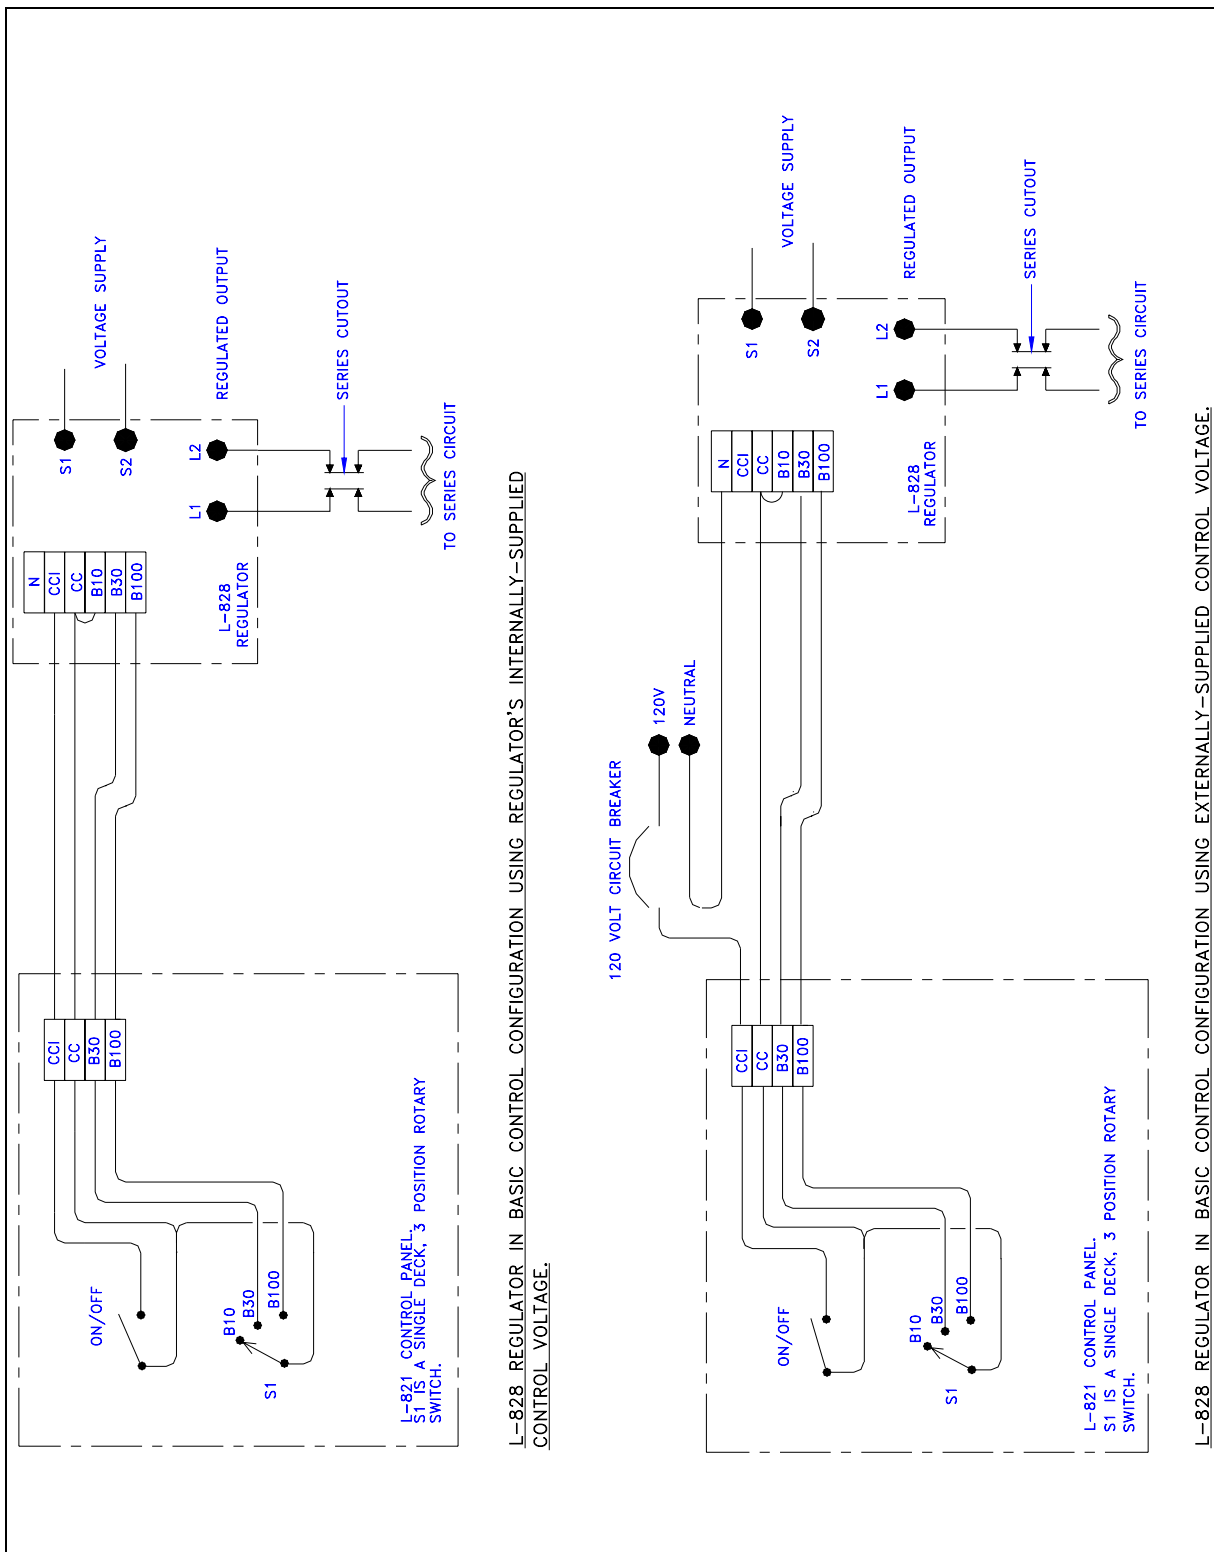 VOLTAGE SUPPLY
S1
S2
REGULATED OUTPUT
L1
L2
SERIES CUTOUT
TO SERIES CIRCUIT
N
CCI
CC
B10
B30
B100
L-828
REGULATOR
CCI
CC
B30
B100
ON/OFF
B10
B30
B100
S1
L-821 CONTROL PANEL.
S1 IS A SINGLE DECK, 3 POSITION ROTARY
SWITCH.
L-828 REGULATOR IN BASIC CONTROL CONFIGURATION USING REGULATOR'S INTERNALLY-SUPPLIED
CONTROL VOLTAGE.
VOLTAGE SUPPLY
S1
S2
REGULATED OUTPUT
L1
L2
SERIES CUTOUT
TO SERIES CIRCUIT
N
CCI
CC
B10
B30
B100
L-828
REGULATOR
120 VOLT CIRCUIT BREAKER
120V
NEUTRAL
CCI
CC
B30
B100
ON/OFF
B10
B30
B100
S1
L-821 CONTROL PANEL.
S1 IS A SINGLE DECK, 3 POSITION ROTARY
SWITCH.
L-828 REGULATOR IN BASIC CONTROL CONFIGURATION USING EXTERNALLY-SUPPLIED CONTROL VOLTAGE.